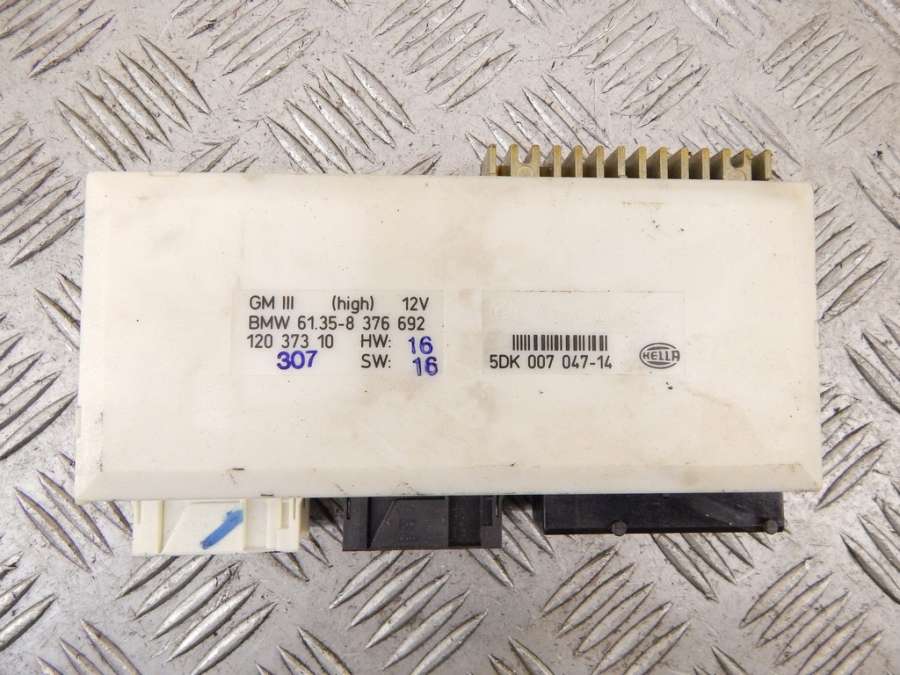 GM III (high) 12V
BMW 61.35-8 376 692
120 373 10 HW: 16
307 SW: 16
5DK 007 047-14
HELLA